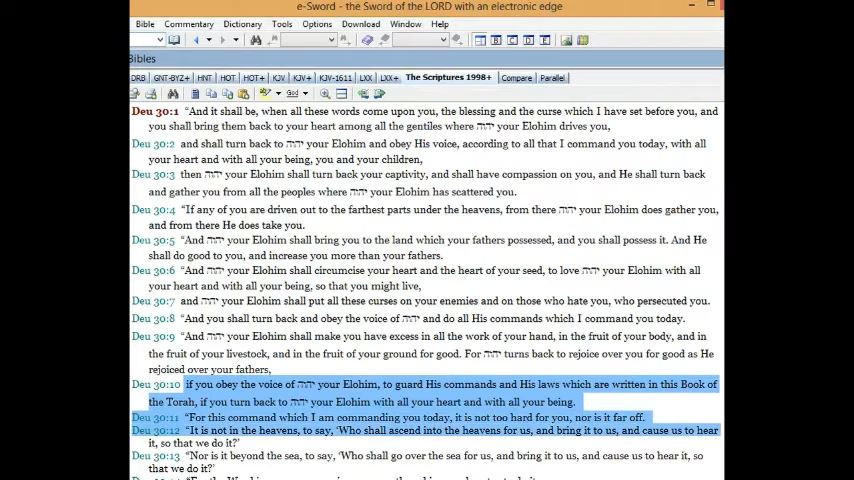 e-Sword - the Sword of the LORD with an electronic edge
Bible Commentary Dictionary Tools Options Download Window Help
B C D E
Bibles
DRB GNT-BYZ+ HNT HOT HOT+ KJV KJV+ KJV-1611 LXX LXX+ The Scriptures 1998+ Compare Parallel
God
Deu 30:1 “And it shall be, when all these words come upon you, the blessing and the curse which I have set before you, and
you shall bring them back to your heart among all the gentiles where יהוה your Elohim drives you,
Deu 30:2 and shall turn back to יהוה your Elohim and obey His voice, according to all that I command you today, with all
your heart and with all your being, you and your children,
Deu 30:3 then יהוה your Elohim shall turn back your captivity, and shall have compassion on you, and He shall turn back
and gather you from all the peoples where יהוה your Elohim has scattered you.
Deu 30:4 “If any of you are driven out to the farthest parts under the heavens, from there יהוה your Elohim does gather you,
and from there He does take you.
Deu 30:5 “And יהוה your Elohim shall bring you to the land which your fathers possessed, and you shall possess it. And He
shall do good to you, and increase you more than your fathers.
Deu 30:6 “And יהוה your Elohim shall circumcise your heart and the heart of your seed, to love יהוה your Elohim with all
your heart and with all your being, so that you might live,
Deu 30:7 and יהוה your Elohim shall put all these curses on your enemies and on those who hate you, who persecuted you.
Deu 30:8 “And you shall turn back and obey the voice of יהוה and do all His commands which I command you today.
Deu 30:9 “And יהוה your Elohim shall make you have excess in all the work of your hand, in the fruit of your body, and in
the fruit of your livestock, and in the fruit of your ground for good. For יהוה turns back to rejoice over you for good as He
rejoiced over your fathers,
Deu 30:10 if you obey the voice of יהוה your Elohim, to guard His commands and His laws which are written in this Book of
the Torah, if you turn back to יהוה your Elohim with all your heart and with all your being.
Deu 30:11 “For this command which I am commanding you today, it is not too hard for you, nor is it far off.
Deu 30:12 “It is not in the heavens, to say, ‘Who shall ascend into the heavens for us, and bring it to us, and cause us to hear
it, so that we do it?’
Deu 30:13 “Nor is it beyond the sea, to say, ‘Who shall go over the sea for us, and bring it to us, and cause us to hear it, so
that we do it?’